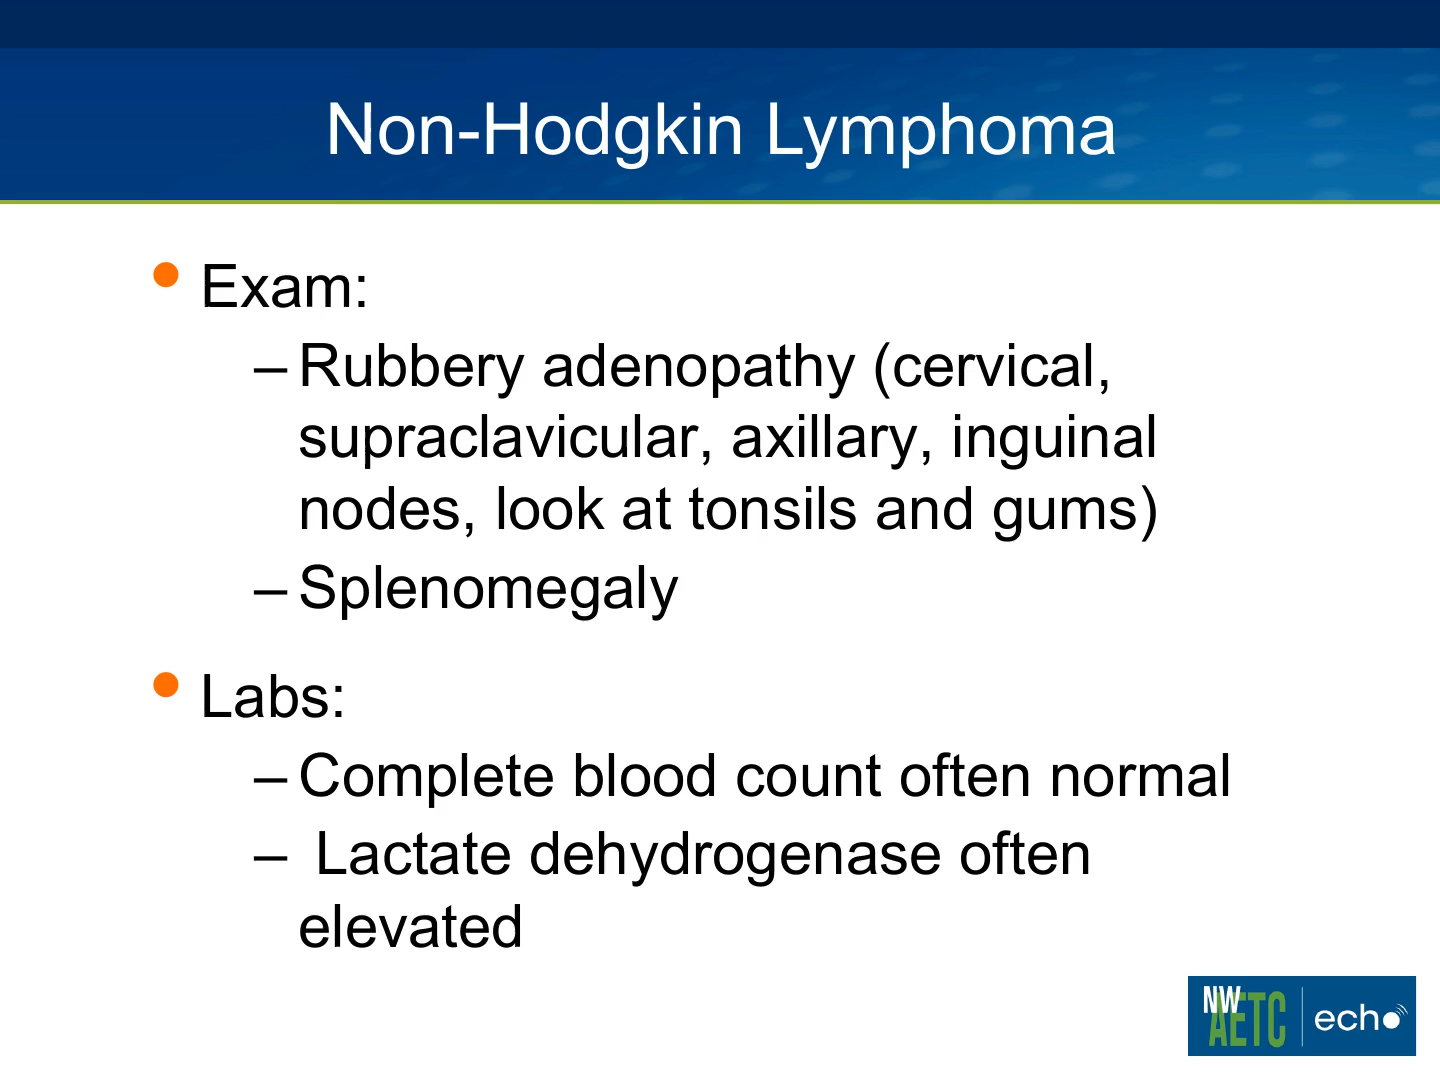 Non-Hodgkin Lymphoma
• Exam:
– Rubbery adenopathy (cervical,
supraclavicular, axillary, inguinal
nodes, look at tonsils and gums)
– Splenomegaly
• Labs:
– Complete blood count often normal
– Lactate dehydrogenase often
elevated
NW
AETC
echo